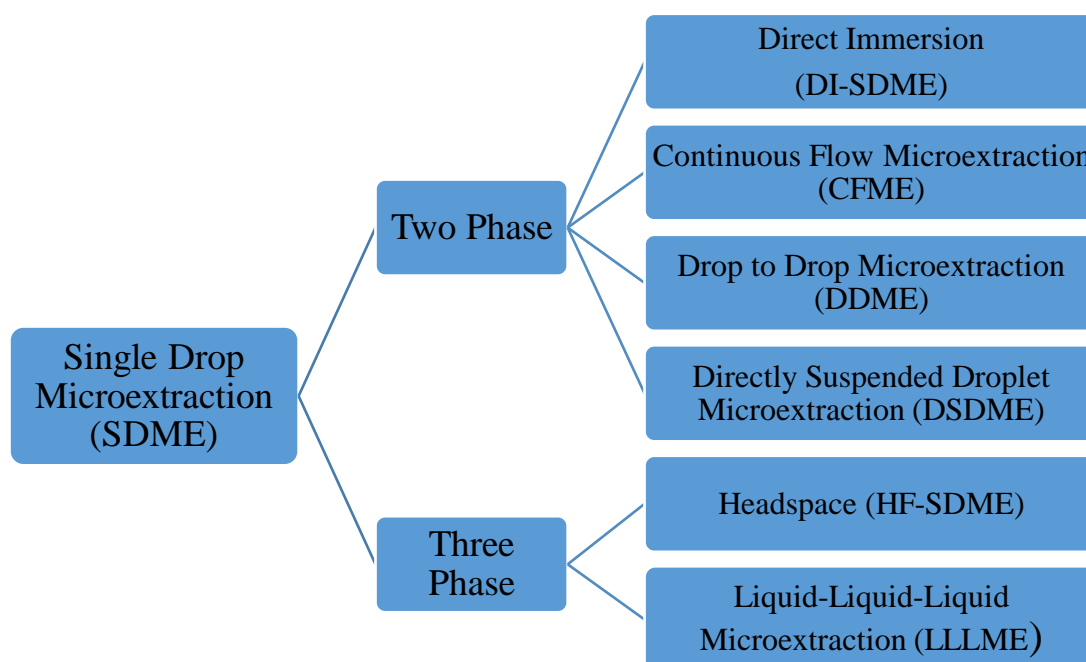 Single Drop
Microextraction
(SDME)
Two Phase
Direct Immersion
(DI-SDME)
Continuous Flow Microextraction
(CFME)
Drop to Drop Microextraction
(DDME)
Directly Suspended Droplet
Microextraction (DSDME)
Three
Phase
Headspace (HF-SDME)
Liquid-Liquid-Liquid
Microextraction (LLLME)